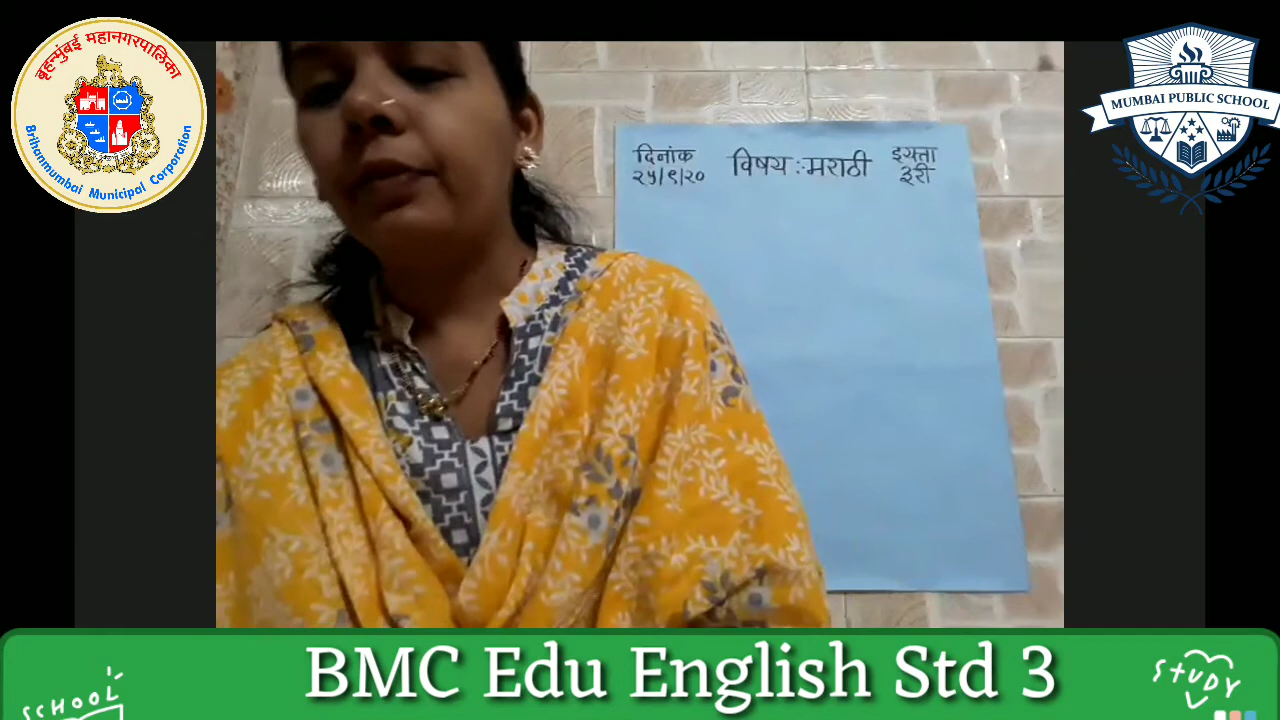 बृहन्मुंबई महानगरपालिका
Brihanmumbai Municipal Corporation
MUMBAI PUBLIC SCHOOL
दिनांक
२५/९/२०
विषय :- मराठी
इयत्ता
३री
BMC Edu English Std 3
SCHOOL
STUDY